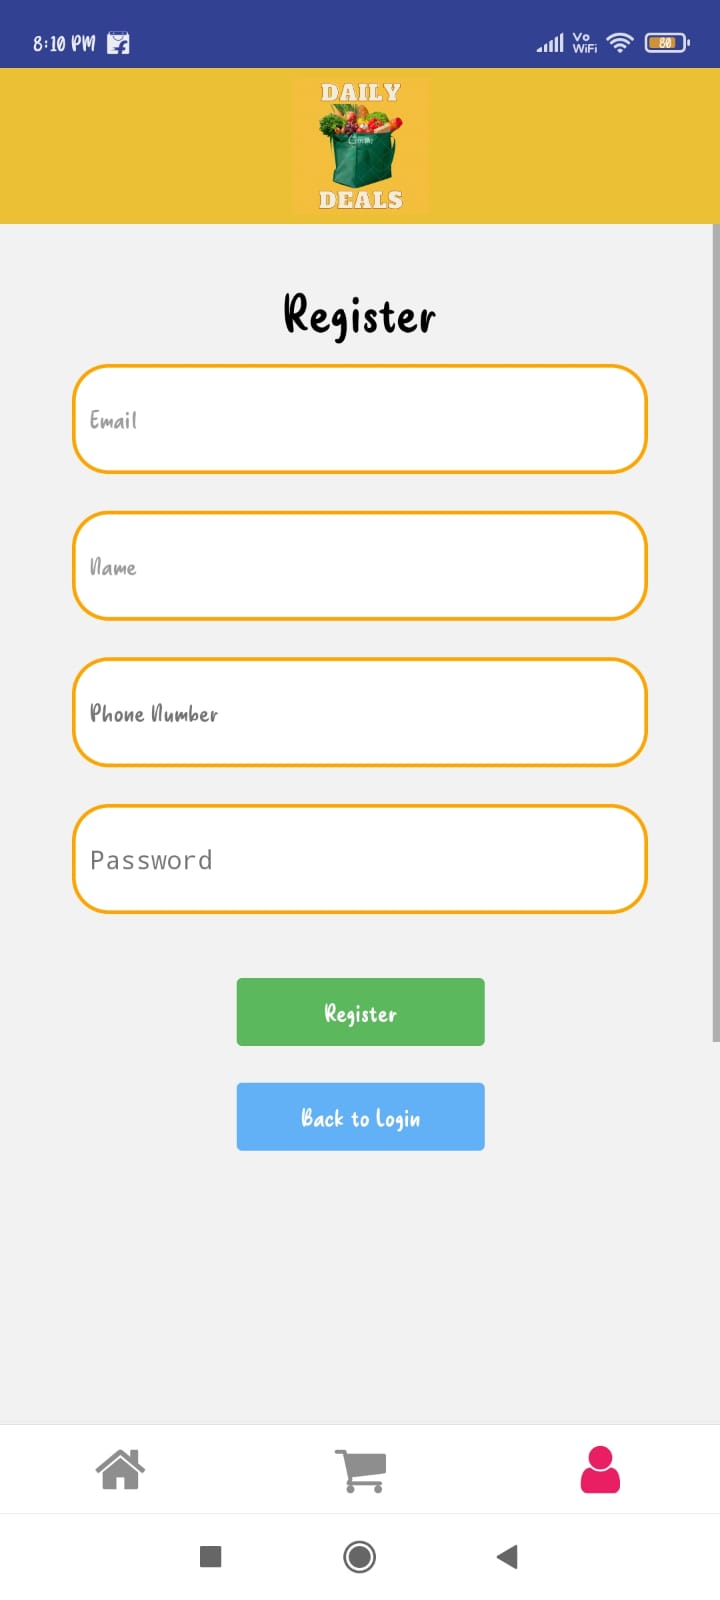 8:10 PM
Vo
WiFi
80
DAILY
DEALS
Register
Email
Name
Phone Number
Password
Register
Back to Login